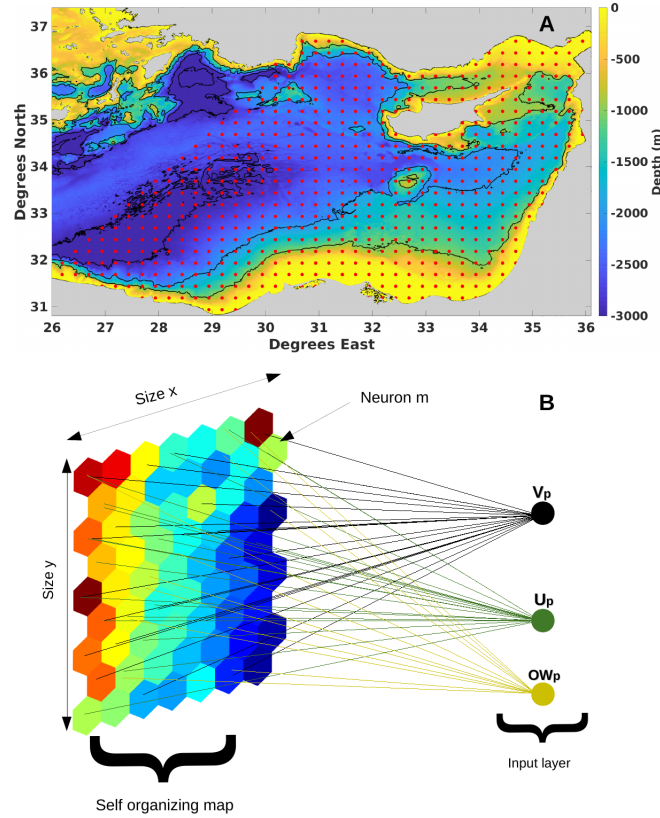 A
37
36
35
34
33
32
31
Degrees North
26 27 28 29 30 31 32 33 34 35 36
Degrees East
0
-500
-1000
-1500
-2000
-2500
-3000
Depth (m)
B
Size x
Neuron m
Size y
Vp
Up
OWp
Input layer
Self organizing map